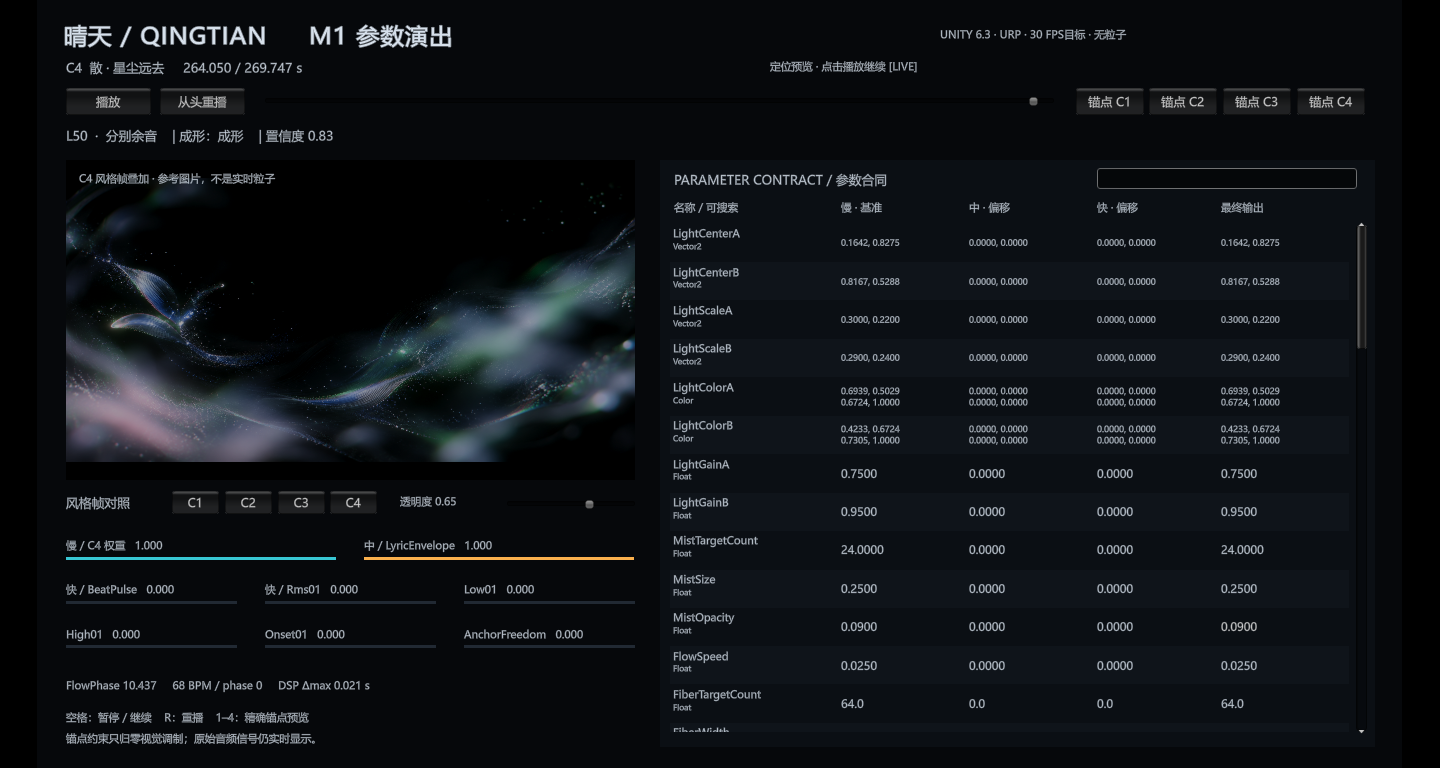 晴天 / QINGTIAN M1 参数演出
UNITY 6.3 · URP · 30 FPS目标 · 无粒子
C4 散 · 星尘远去 264.050 / 269.747 s
定位预览 · 点击播放继续 [LIVE]
播放 从头重播 锚点 C1 锚点 C2 锚点 C3 锚点 C4
L50 · 分别余音 | 成形: 成形 | 置信度 0.83
C4 风格帧叠加 · 参考图片, 不是实时粒子
PARAMETER CONTRACT / 参数合同
名称 / 可搜索 慢 · 基准 中 · 偏移 快 · 偏移 最终输出
LightCenterA
Vector2 0.1642, 0.8275 0.0000, 0.0000 0.0000, 0.0000 0.1642, 0.8275
LightCenterB
Vector2 0.8167, 0.5288 0.0000, 0.0000 0.0000, 0.0000 0.8167, 0.5288
LightScaleA
Vector2 0.3000, 0.2200 0.0000, 0.0000 0.0000, 0.0000 0.3000, 0.2200
LightScaleB
Vector2 0.2900, 0.2400 0.0000, 0.0000 0.0000, 0.0000 0.2900, 0.2400
LightColorA 0.6939, 0.5029 0.0000, 0.0000 0.0000, 0.0000 0.6939, 0.5029
Color 0.6724, 1.0000 0.0000, 0.0000 0.0000, 0.0000 0.6724, 1.0000
LightColorB 0.4233, 0.6724 0.0000, 0.0000 0.0000, 0.0000 0.4233, 0.6724
Color 0.7305, 1.0000 0.0000, 0.0000 0.0000, 0.0000 0.7305, 1.0000
LightGainA
Float 0.7500 0.0000 0.0000 0.7500
LightGainB
Float 0.9500 0.0000 0.0000 0.9500
MistTargetCount
Float 24.0000 0.0000 0.0000 24.0000
MistSize
Float 0.2500 0.0000 0.0000 0.2500
MistOpacity
Float 0.0900 0.0000 0.0000 0.0900
FlowSpeed
Float 0.0250 0.0000 0.0000 0.0250
FiberTargetCount
Float 64.0 0.0 0.0 64.0
FiberWidth
风格帧对照 C1 C2 C3 C4 透明度 0.65
慢 / C4 权重 1.000 中 / LyricEnvelope 1.000
快 / BeatPulse 0.000 快 / Rms01 0.000 Low01 0.000
High01 0.000 Onset01 0.000 AnchorFreedom 0.000
FlowPhase 10.437 68 BPM / phase 0 DSP Δmax 0.021 s
空格: 暂停 / 继续 R: 重播 1–4: 精确锚点预览
锚点约束只归零视觉调制; 原始音频信号仍实时显示。